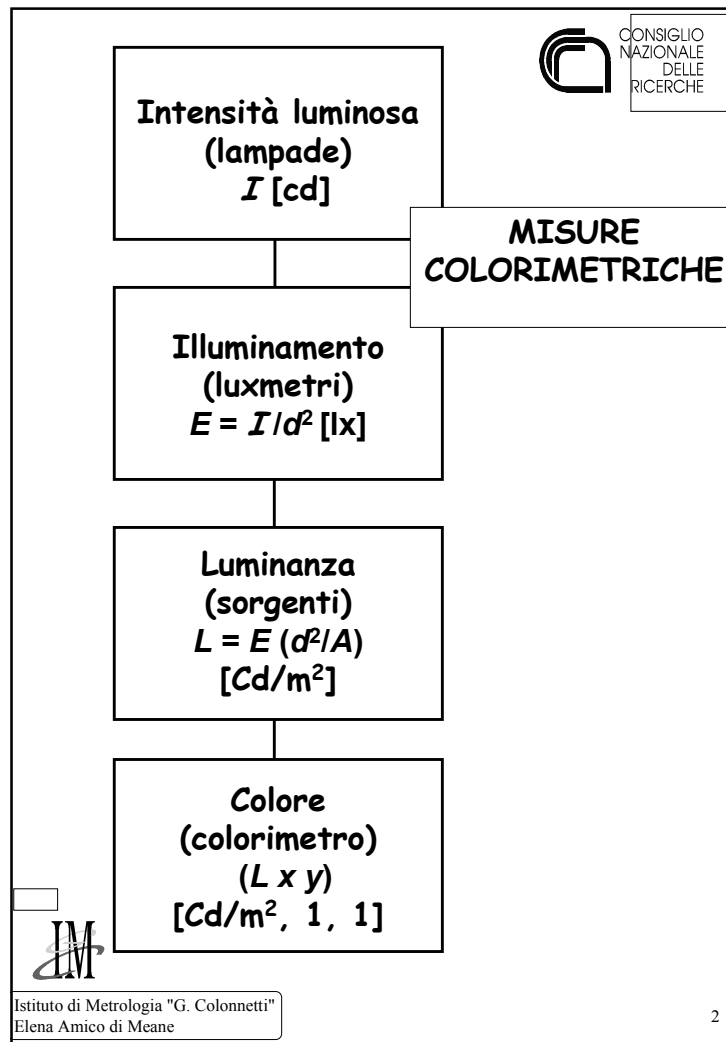 CONSIGLIO
NAZIONALE
DELLE
RICERCHE
Intensità luminosa
(lampade)
I [cd]
MISURE
COLORIMETRICHE
Illuminamento
(luxmetri)
E = I/d² [lx]
Luminanza
(sorgenti)
L = E (d²/A)
[Cd/m²]
Colore
(colorimetro)
(L x y)
[Cd/m², 1, 1]
IM
Istituto di Metrologia "G. Colonnetti"
Elena Amico di Meane
2